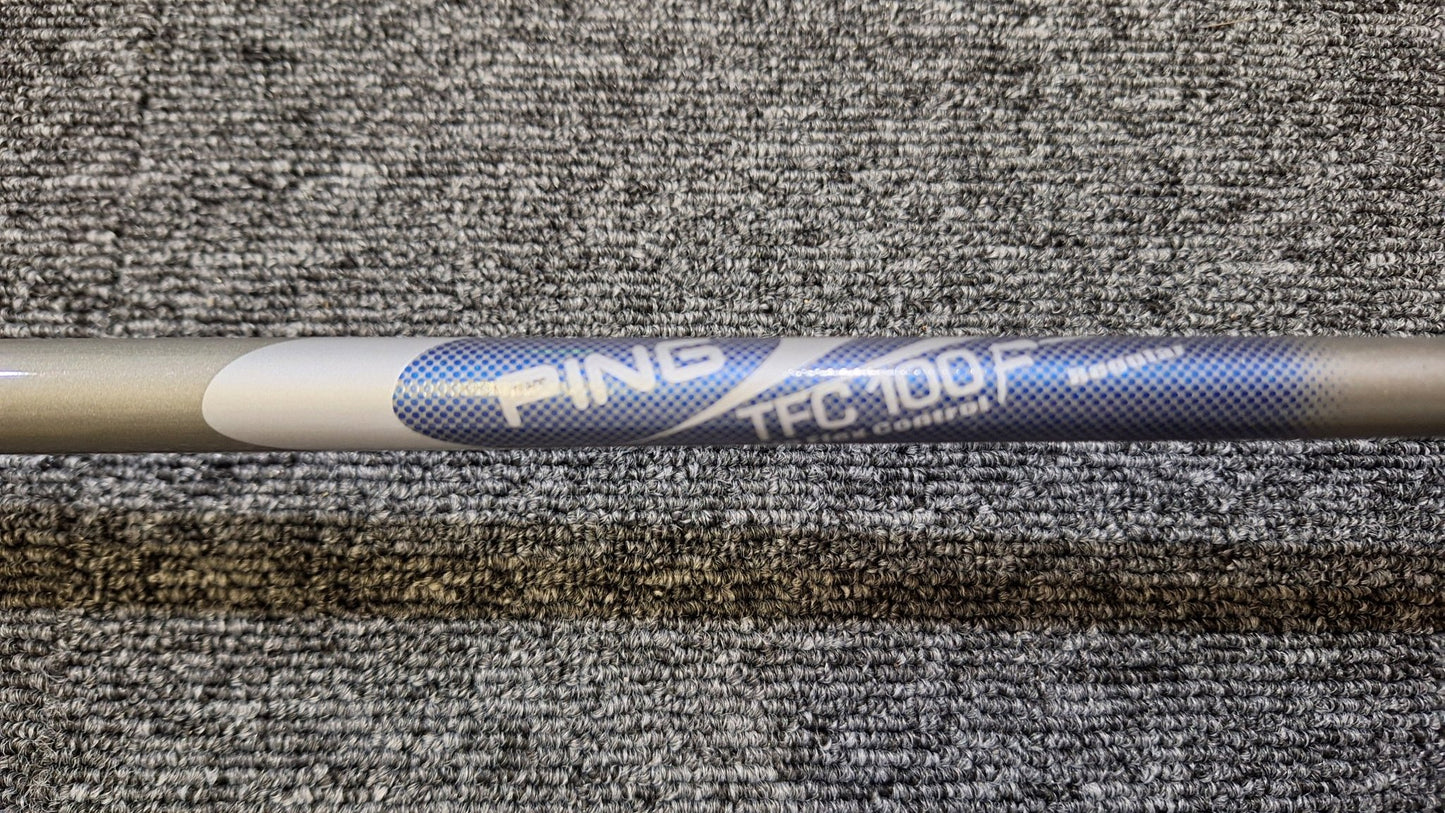 PING
TFC 100F
Control
Regular